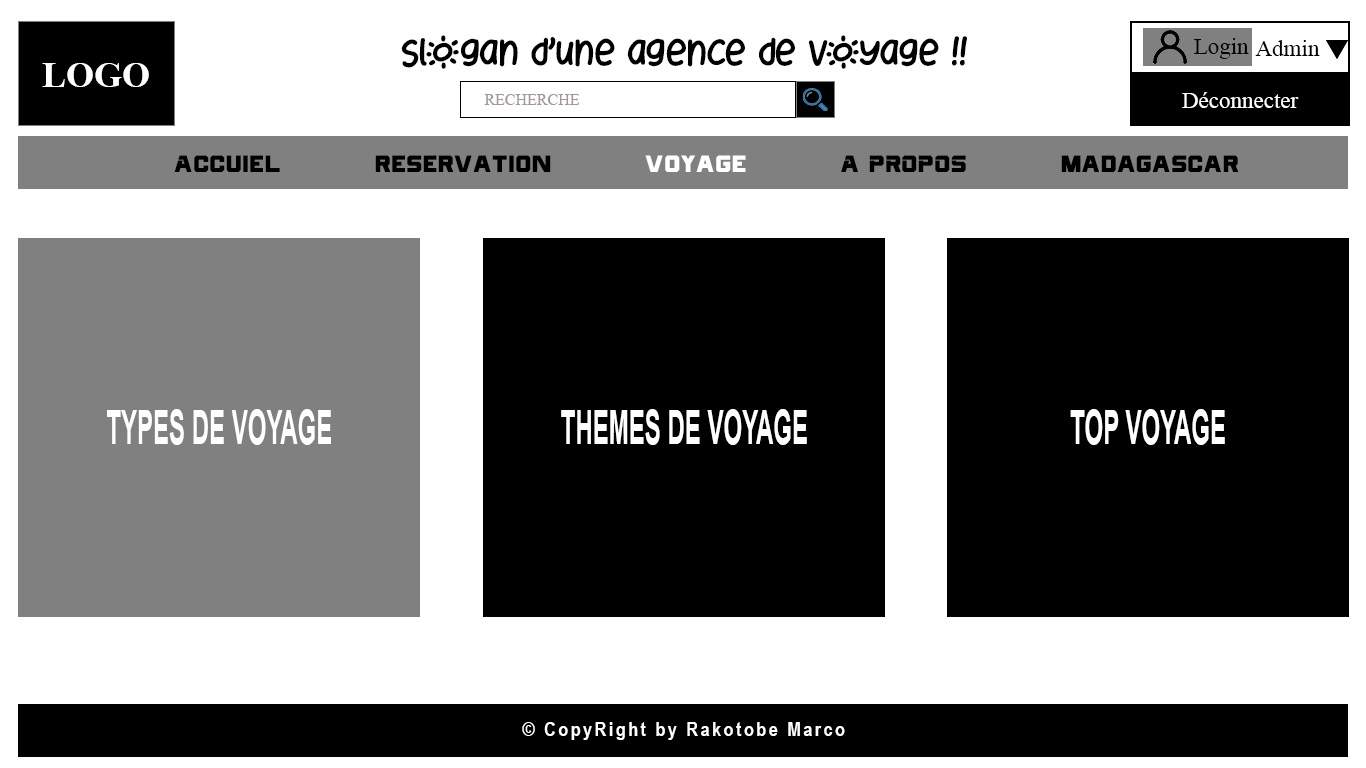 LOGO
slogan d'une agence de voyage !!
RECHERCHE
Login Admin
Déconnecter
ACCUIEL RESERVATION VOYAGE A PROPOS MADAGASCAR
TYPES DE VOYAGE
THEMES DE VOYAGE
TOP VOYAGE
© CopyRight by Rakotobe Marco